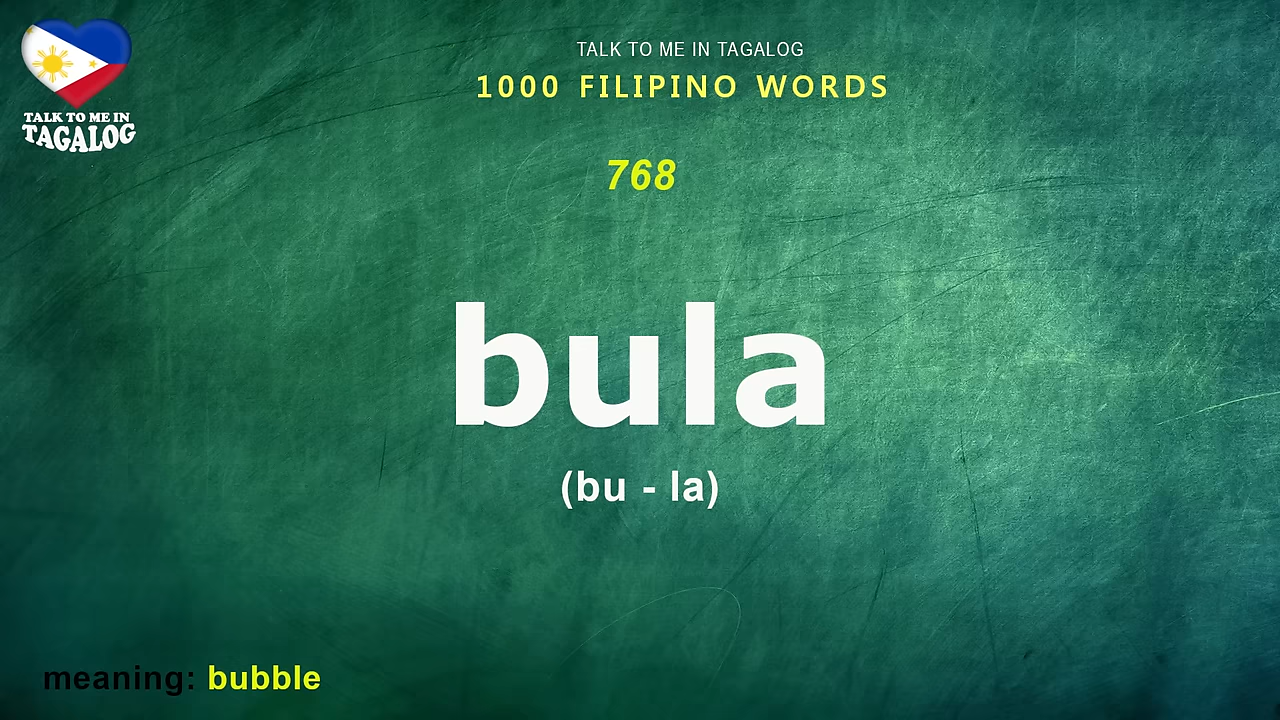 TALK TO ME IN
TAGALOG
TALK TO ME IN TAGALOG
1000 FILIPINO WORDS
768
bula
(bu - la)
meaning: bubble